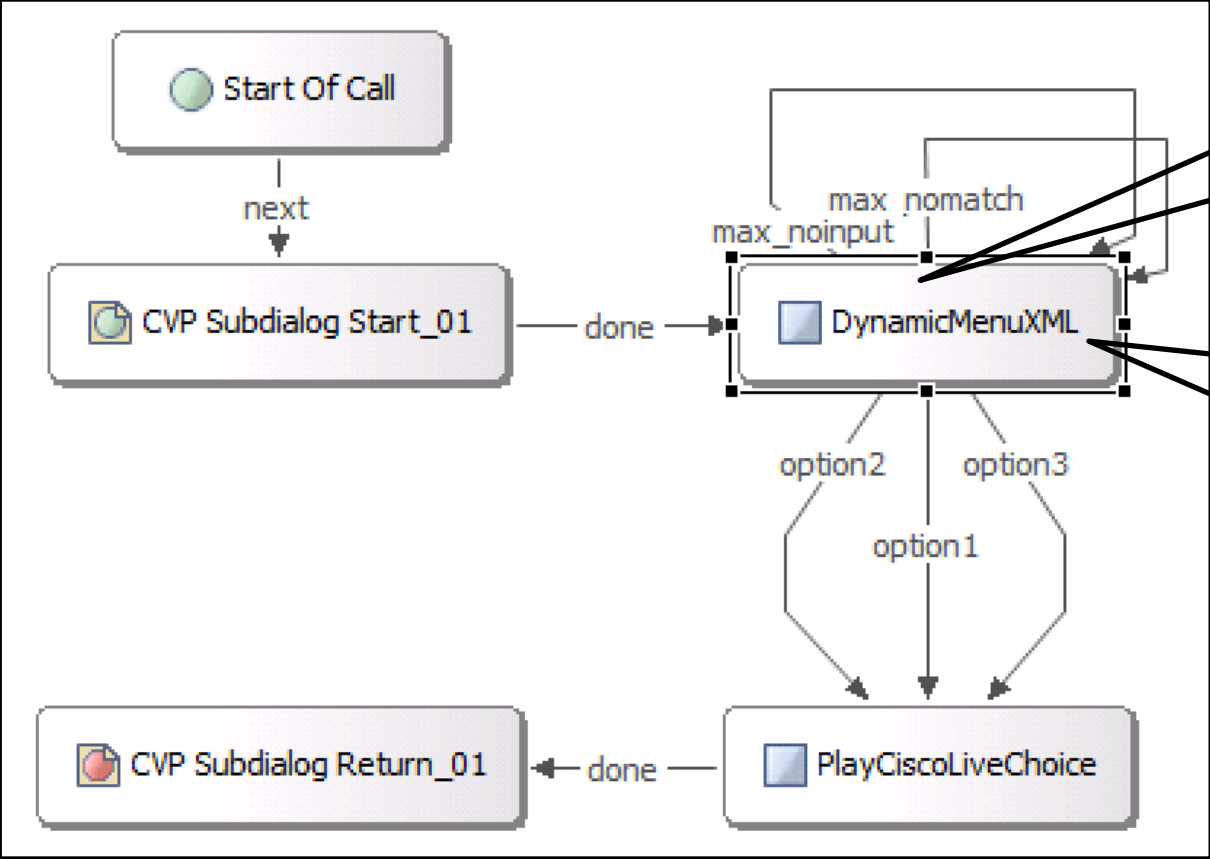 Start Of Call
next
max_nomatch
max_noinput
CVP Subdialog Start_01
done
DynamicMenuXML
option2
option3
option1
CVP Subdialog Return_01
done
PlayCiscoLiveChoice